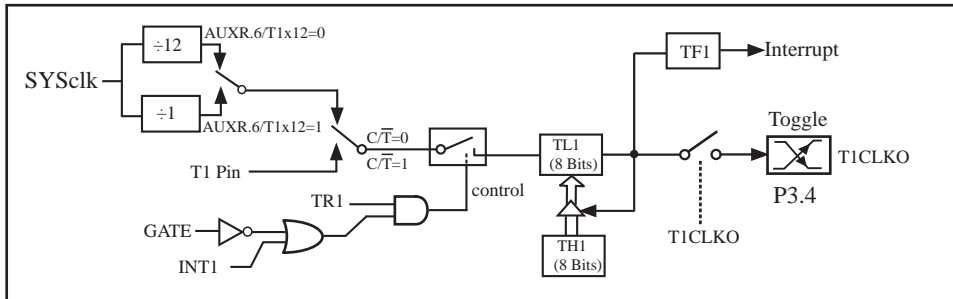 ÷12
AUXR.6/T1x12=0
SYSclk
÷1
AUXR.6/T1x12=1
T1 Pin
C/T̅=0
C/T̅=1
TR1
GATE
INT1
control
TL1
(8 Bits)
TH1
(8 Bits)
TF1
Interrupt
Toggle
T1CLKO
P3.4
T1CLKO